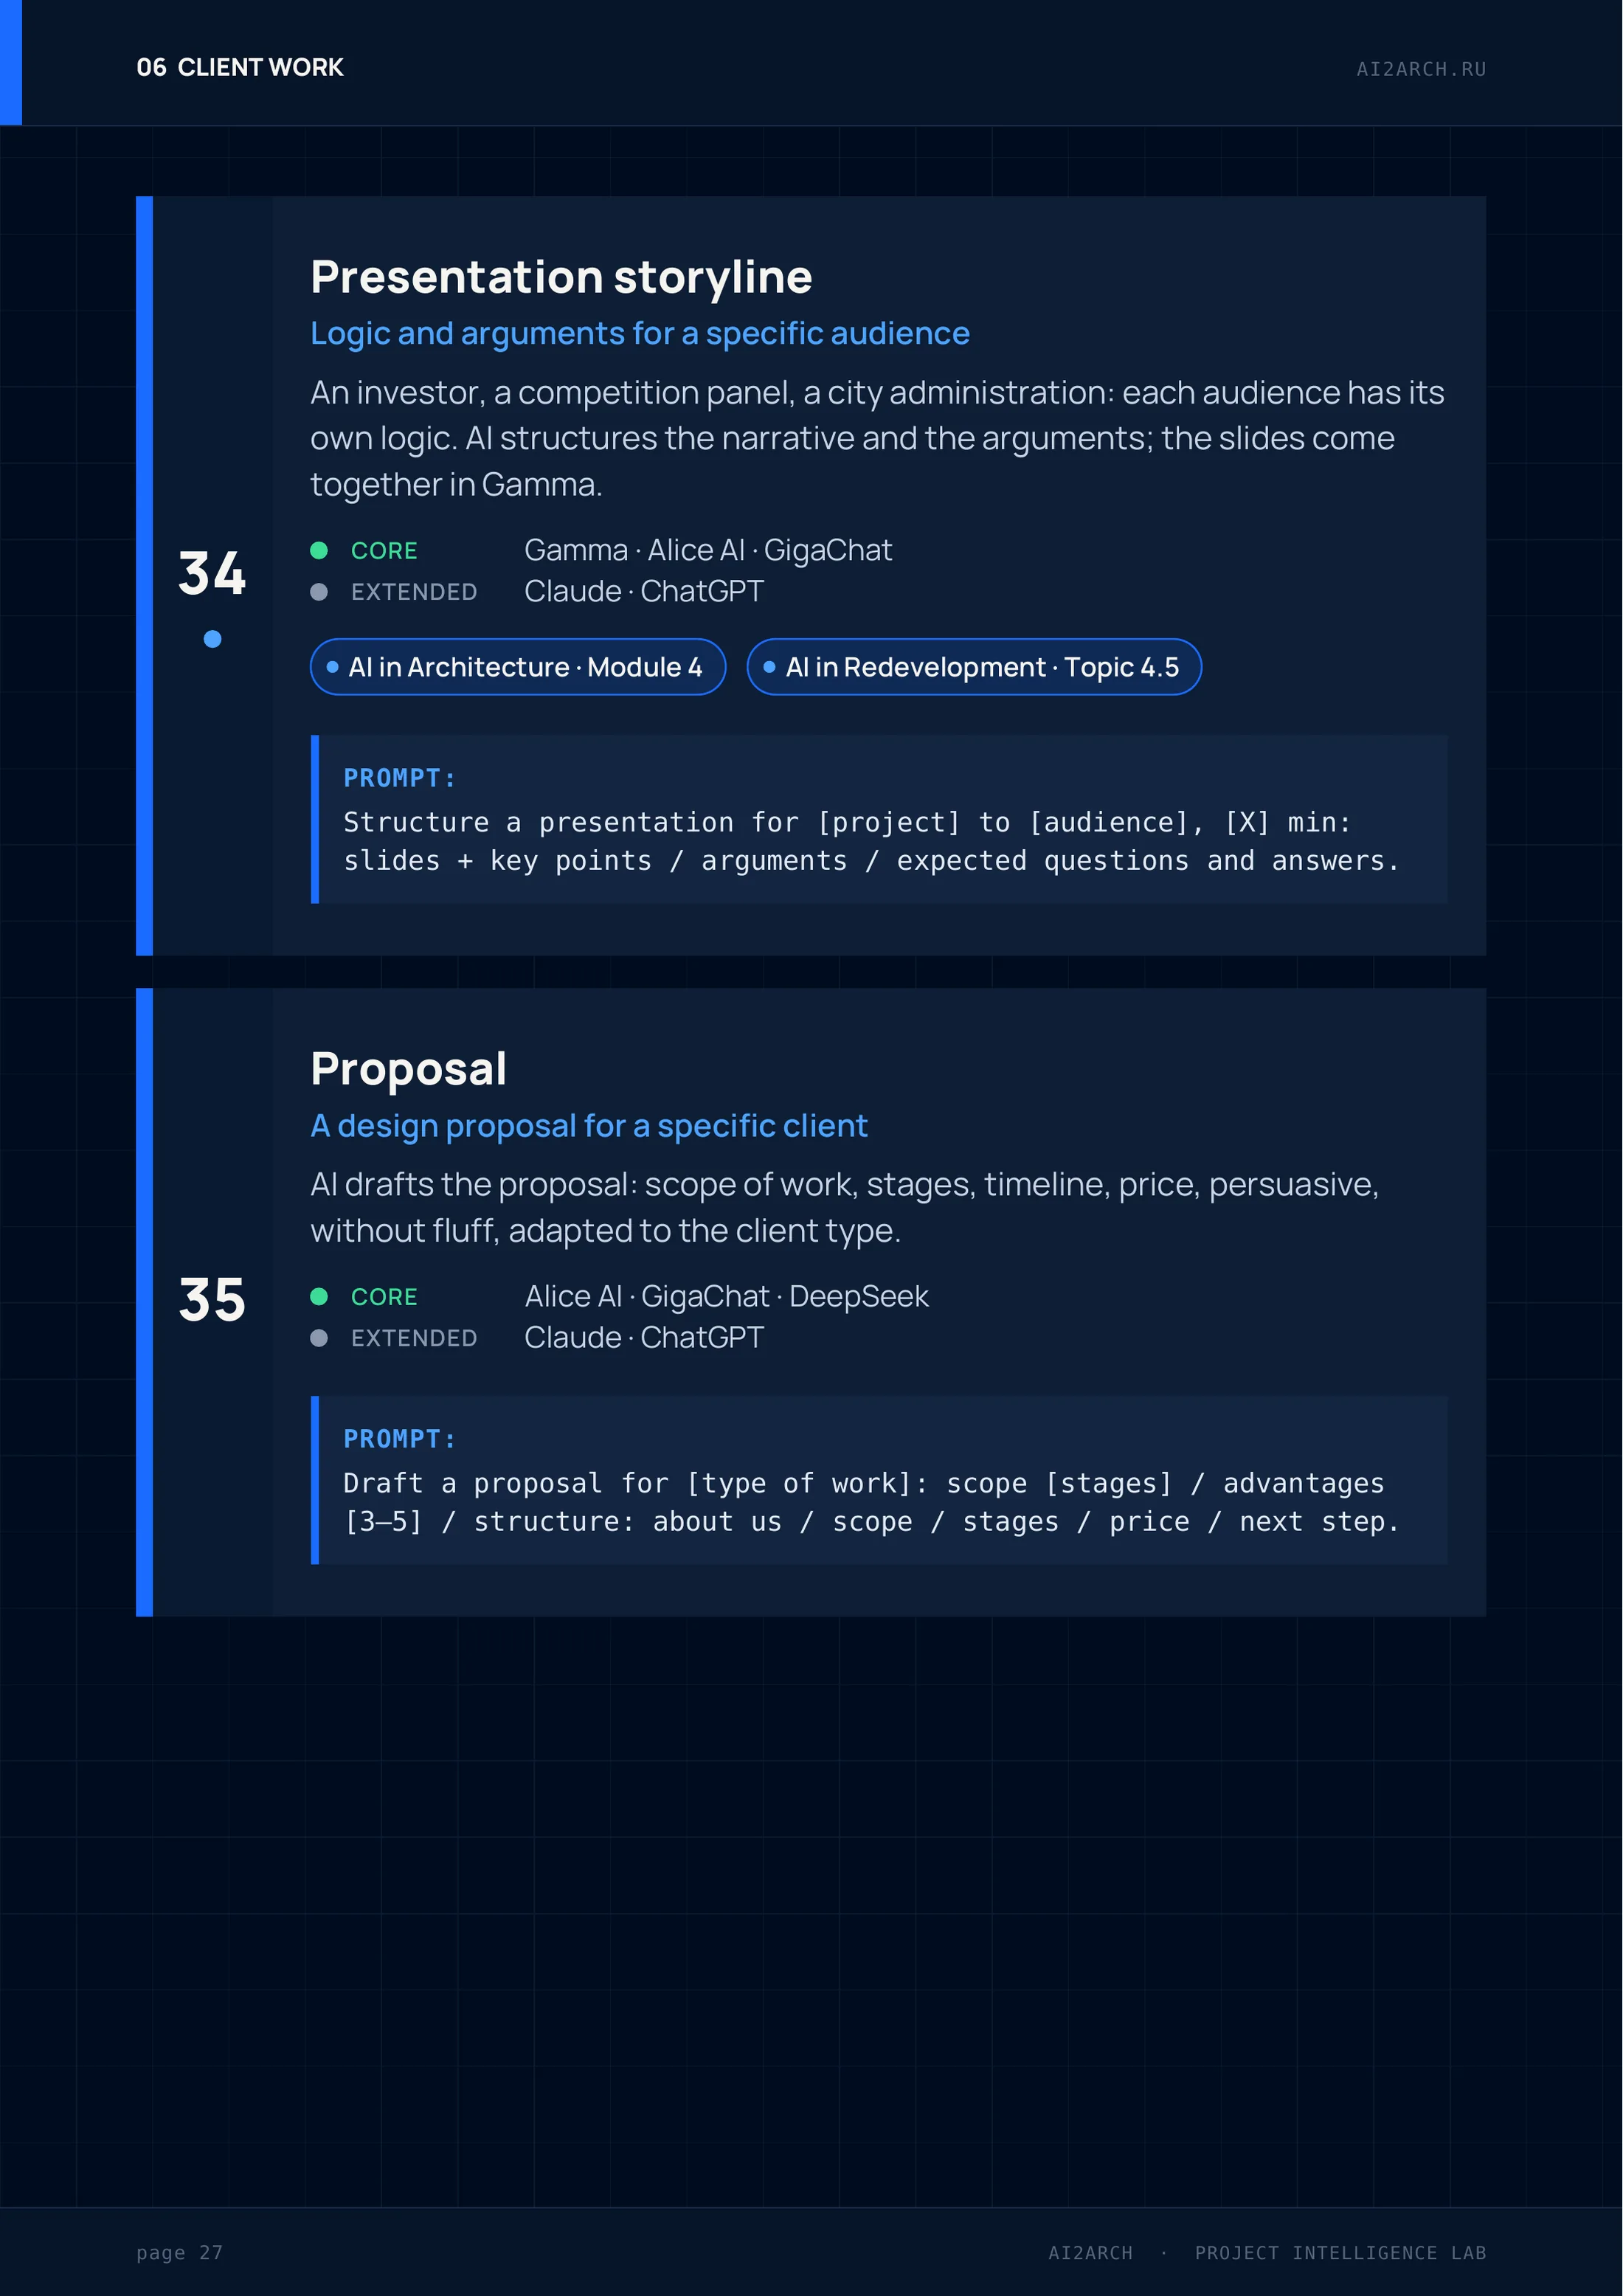 06 CLIENT WORK
AI2ARCH.RU
34
Presentation storyline
Logic and arguments for a specific audience
An investor, a competition panel, a city administration: each audience has its
own logic. AI structures the narrative and the arguments; the slides come
together in Gamma.
CORE Gamma · Alice AI · GigaChat
EXTENDED Claude · ChatGPT
AI in Architecture · Module 4 AI in Redevelopment · Topic 4.5
PROMPT:
Structure a presentation for [project] to [audience], [X] min:
slides + key points / arguments / expected questions and answers.
35
Proposal
A design proposal for a specific client
AI drafts the proposal: scope of work, stages, timeline, price, persuasive,
without fluff, adapted to the client type.
CORE Alice AI · GigaChat · DeepSeek
EXTENDED Claude · ChatGPT
PROMPT:
Draft a proposal for [type of work]: scope [stages] / advantages
[3–5] / structure: about us / scope / stages / price / next step.
page 27
AI2ARCH · PROJECT INTELLIGENCE LAB